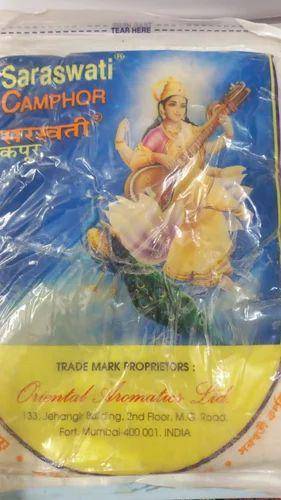 TEAR HERE
Saraswati®
CAMPHOR
सरस्वती®
कपूर
TRADE MARK PROPRIETORS :
Oriental Aromatics Ltd.
133, Jehangir Building, 2nd Floor, M.G. Road,
Fort, Mumbai-400 001. INDIA